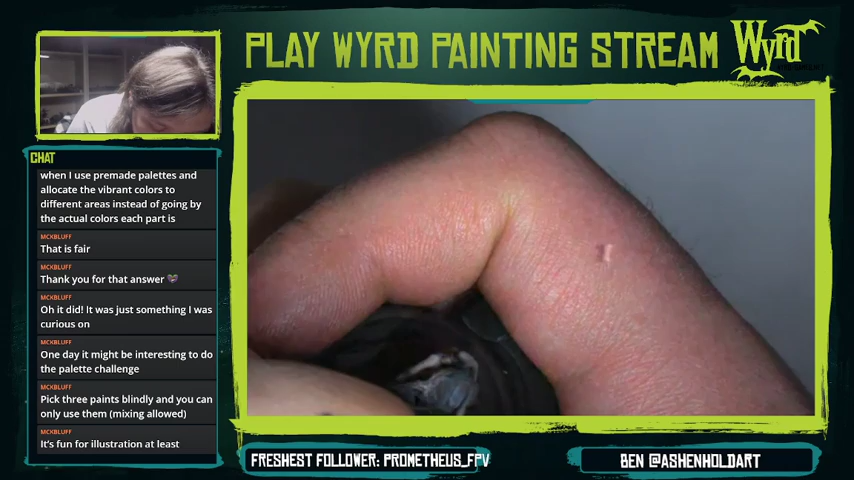 PLAY WYRD PAINTING STREAM
Wyrd
CHAT
when I use premade palettes and
allocate the vibrant colors to
different areas instead of going by
the actual colors each part is
MCKBLUFF
That is fair
MCKBLUFF
Thank you for that answer
MCKBLUFF
Oh it did! It was just something I was
curious on
MCKBLUFF
One day it might be interesting to do
the palette challenge
MCKBLUFF
Pick three paints blindly and you can
only use them (mixing allowed)
MCKBLUFF
It's fun for illustration at least
FRESHEST FOLLOWER: PROMETHEUS_FPV
BEN @ASHENHOLDART